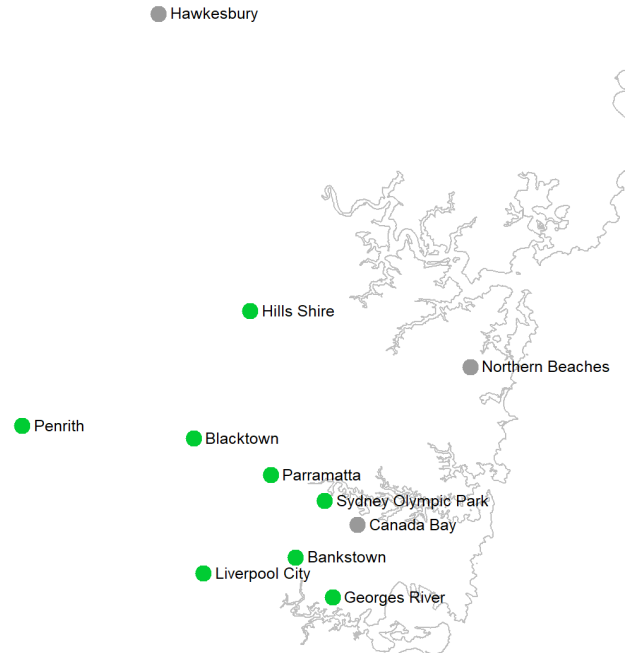 Hawkesbury
Hills Shire
Northern Beaches
Penrith
Blacktown
Parramatta
Sydney Olympic Park
Canada Bay
Bankstown
Liverpool City
Georges River